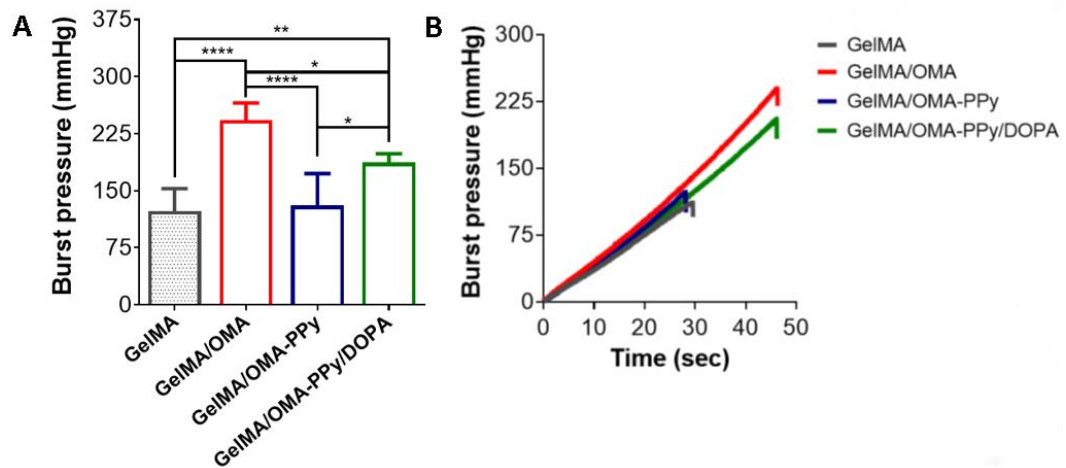 A
Burst pressure (mmHg)
375
300
225
150
75
0
**
****
*
****
*
GelMA
GelMA/OMA
GelMA/OMA-PPy
GelMA/OMA-PPy/DOPA
B
Burst pressure (mmHg)
300
225
150
75
0
0 10 20 30 40 50
Time (sec)
GelMA
GelMA/OMA
GelMA/OMA-PPy
GelMA/OMA-PPy/DOPA